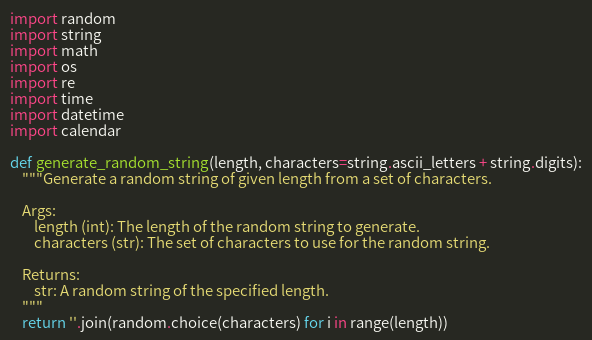 import random
import string
import math
import os
import re
import time
import datetime
import calendar

def generate_random_string(length, characters=string.ascii_letters + string.digits):
    """Generate a random string of given length from a set of characters.

    Args:
        length (int): The length of the random string to generate.
        characters (str): The set of characters to use for the random string.

    Returns:
        str: A random string of the specified length.
    """
    return ''.join(random.choice(characters) for i in range(length))